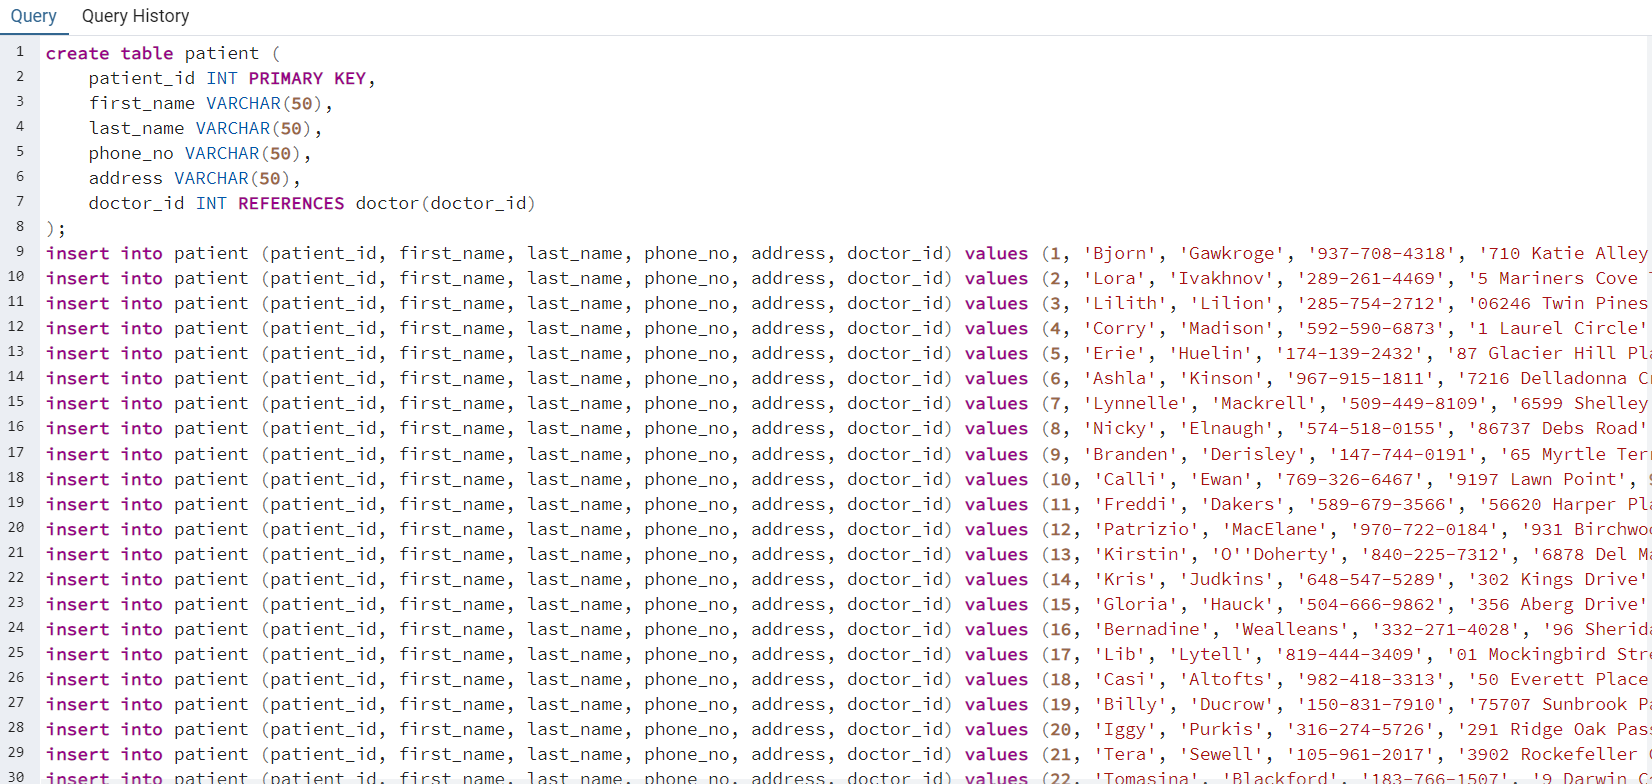 Query Query History
1 create table patient (
2 patient_id INT PRIMARY KEY,
3 first_name VARCHAR(50),
4 last_name VARCHAR(50),
5 phone_no VARCHAR(50),
6 address VARCHAR(50),
7 doctor_id INT REFERENCES doctor(doctor_id)
8 );
9 insert into patient (patient_id, first_name, last_name, phone_no, address, doctor_id) values (1, 'Bjorn', 'Gawkroge', '937-708-4318', '710 Katie Alley
10 insert into patient (patient_id, first_name, last_name, phone_no, address, doctor_id) values (2, 'Lora', 'Ivakhnov', '289-261-4469', '5 Mariners Cove
11 insert into patient (patient_id, first_name, last_name, phone_no, address, doctor_id) values (3, 'Lilith', 'Lilion', '285-754-2712', '06246 Twin Pines
12 insert into patient (patient_id, first_name, last_name, phone_no, address, doctor_id) values (4, 'Corry', 'Madison', '592-590-6873', '1 Laurel Circle'
13 insert into patient (patient_id, first_name, last_name, phone_no, address, doctor_id) values (5, 'Erie', 'Huelin', '174-139-2432', '87 Glacier Hill Pla
14 insert into patient (patient_id, first_name, last_name, phone_no, address, doctor_id) values (6, 'Ashla', 'Kinson', '967-915-1811', '7216 Delladonna C
15 insert into patient (patient_id, first_name, last_name, phone_no, address, doctor_id) values (7, 'Lynnelle', 'Mackrell', '509-449-8109', '6599 Shelley
16 insert into patient (patient_id, first_name, last_name, phone_no, address, doctor_id) values (8, 'Nicky', 'Elnaugh', '574-518-0155', '86737 Debs Road'
17 insert into patient (patient_id, first_name, last_name, phone_no, address, doctor_id) values (9, 'Branden', 'Derisley', '147-744-0191', '65 Myrtle Ter
18 insert into patient (patient_id, first_name, last_name, phone_no, address, doctor_id) values (10, 'Calli', 'Ewan', '769-326-6467', '9197 Lawn Point',
19 insert into patient (patient_id, first_name, last_name, phone_no, address, doctor_id) values (11, 'Freddi', 'Dakers', '589-679-3566', '56620 Harper Pla
20 insert into patient (patient_id, first_name, last_name, phone_no, address, doctor_id) values (12, 'Patrizio', 'MacElane', '970-722-0184', '931 Birchwo
21 insert into patient (patient_id, first_name, last_name, phone_no, address, doctor_id) values (13, 'Kirstin', 'O''Doherty', '840-225-7312', '6878 Del Ma
22 insert into patient (patient_id, first_name, last_name, phone_no, address, doctor_id) values (14, 'Kris', 'Judkins', '648-547-5289', '302 Kings Drive'
23 insert into patient (patient_id, first_name, last_name, phone_no, address, doctor_id) values (15, 'Gloria', 'Hauck', '504-666-9862', '356 Aberg Drive'
24 insert into patient (patient_id, first_name, last_name, phone_no, address, doctor_id) values (16, 'Bernadine', 'Wealleans', '332-271-4028', '96 Sherida
25 insert into patient (patient_id, first_name, last_name, phone_no, address, doctor_id) values (17, 'Lib', 'Lytell', '819-444-3409', '01 Mockingbird Stre
26 insert into patient (patient_id, first_name, last_name, phone_no, address, doctor_id) values (18, 'Casi', 'Altofts', '982-418-3313', '50 Everett Place
27 insert into patient (patient_id, first_name, last_name, phone_no, address, doctor_id) values (19, 'Billy', 'Ducrow', '150-831-7910', '75707 Sunbrook Pa
28 insert into patient (patient_id, first_name, last_name, phone_no, address, doctor_id) values (20, 'Iggy', 'Purkis', '316-274-5726', '291 Ridge Oak Pas
29 insert into patient (patient_id, first_name, last_name, phone_no, address, doctor_id) values (21, 'Tera', 'Sewell', '105-961-2017', '3902 Rockefeller
30 insert into patient (patient_id, first_name, last_name, phone_no, address, doctor_id) values (22, 'Tomasina', 'Blackford', '183-766-1507', '9 Darwin